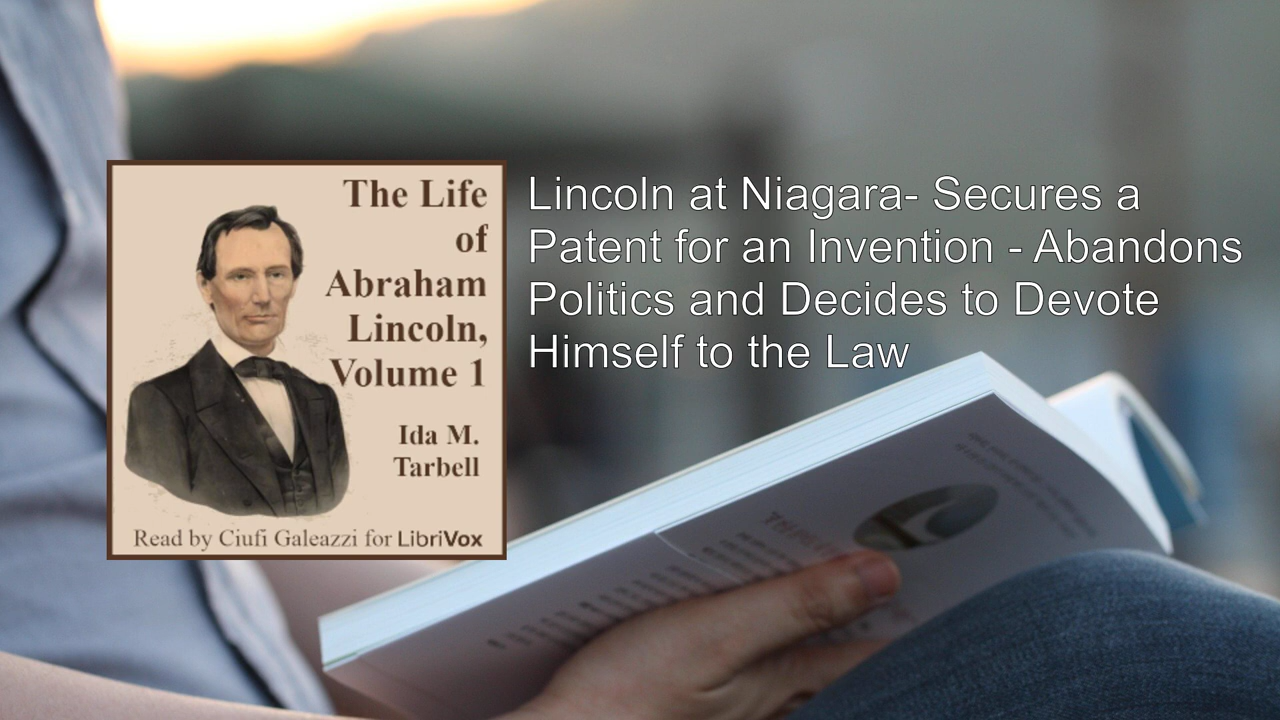 The Life
of
Abraham
Lincoln,
Volume 1
Ida M.
Tarbell
Read by Ciufi Galeazzi for LibriVox
Lincoln at Niagara- Secures a
Patent for an Invention - Abandons
Politics and Decides to Devote
Himself to the Law